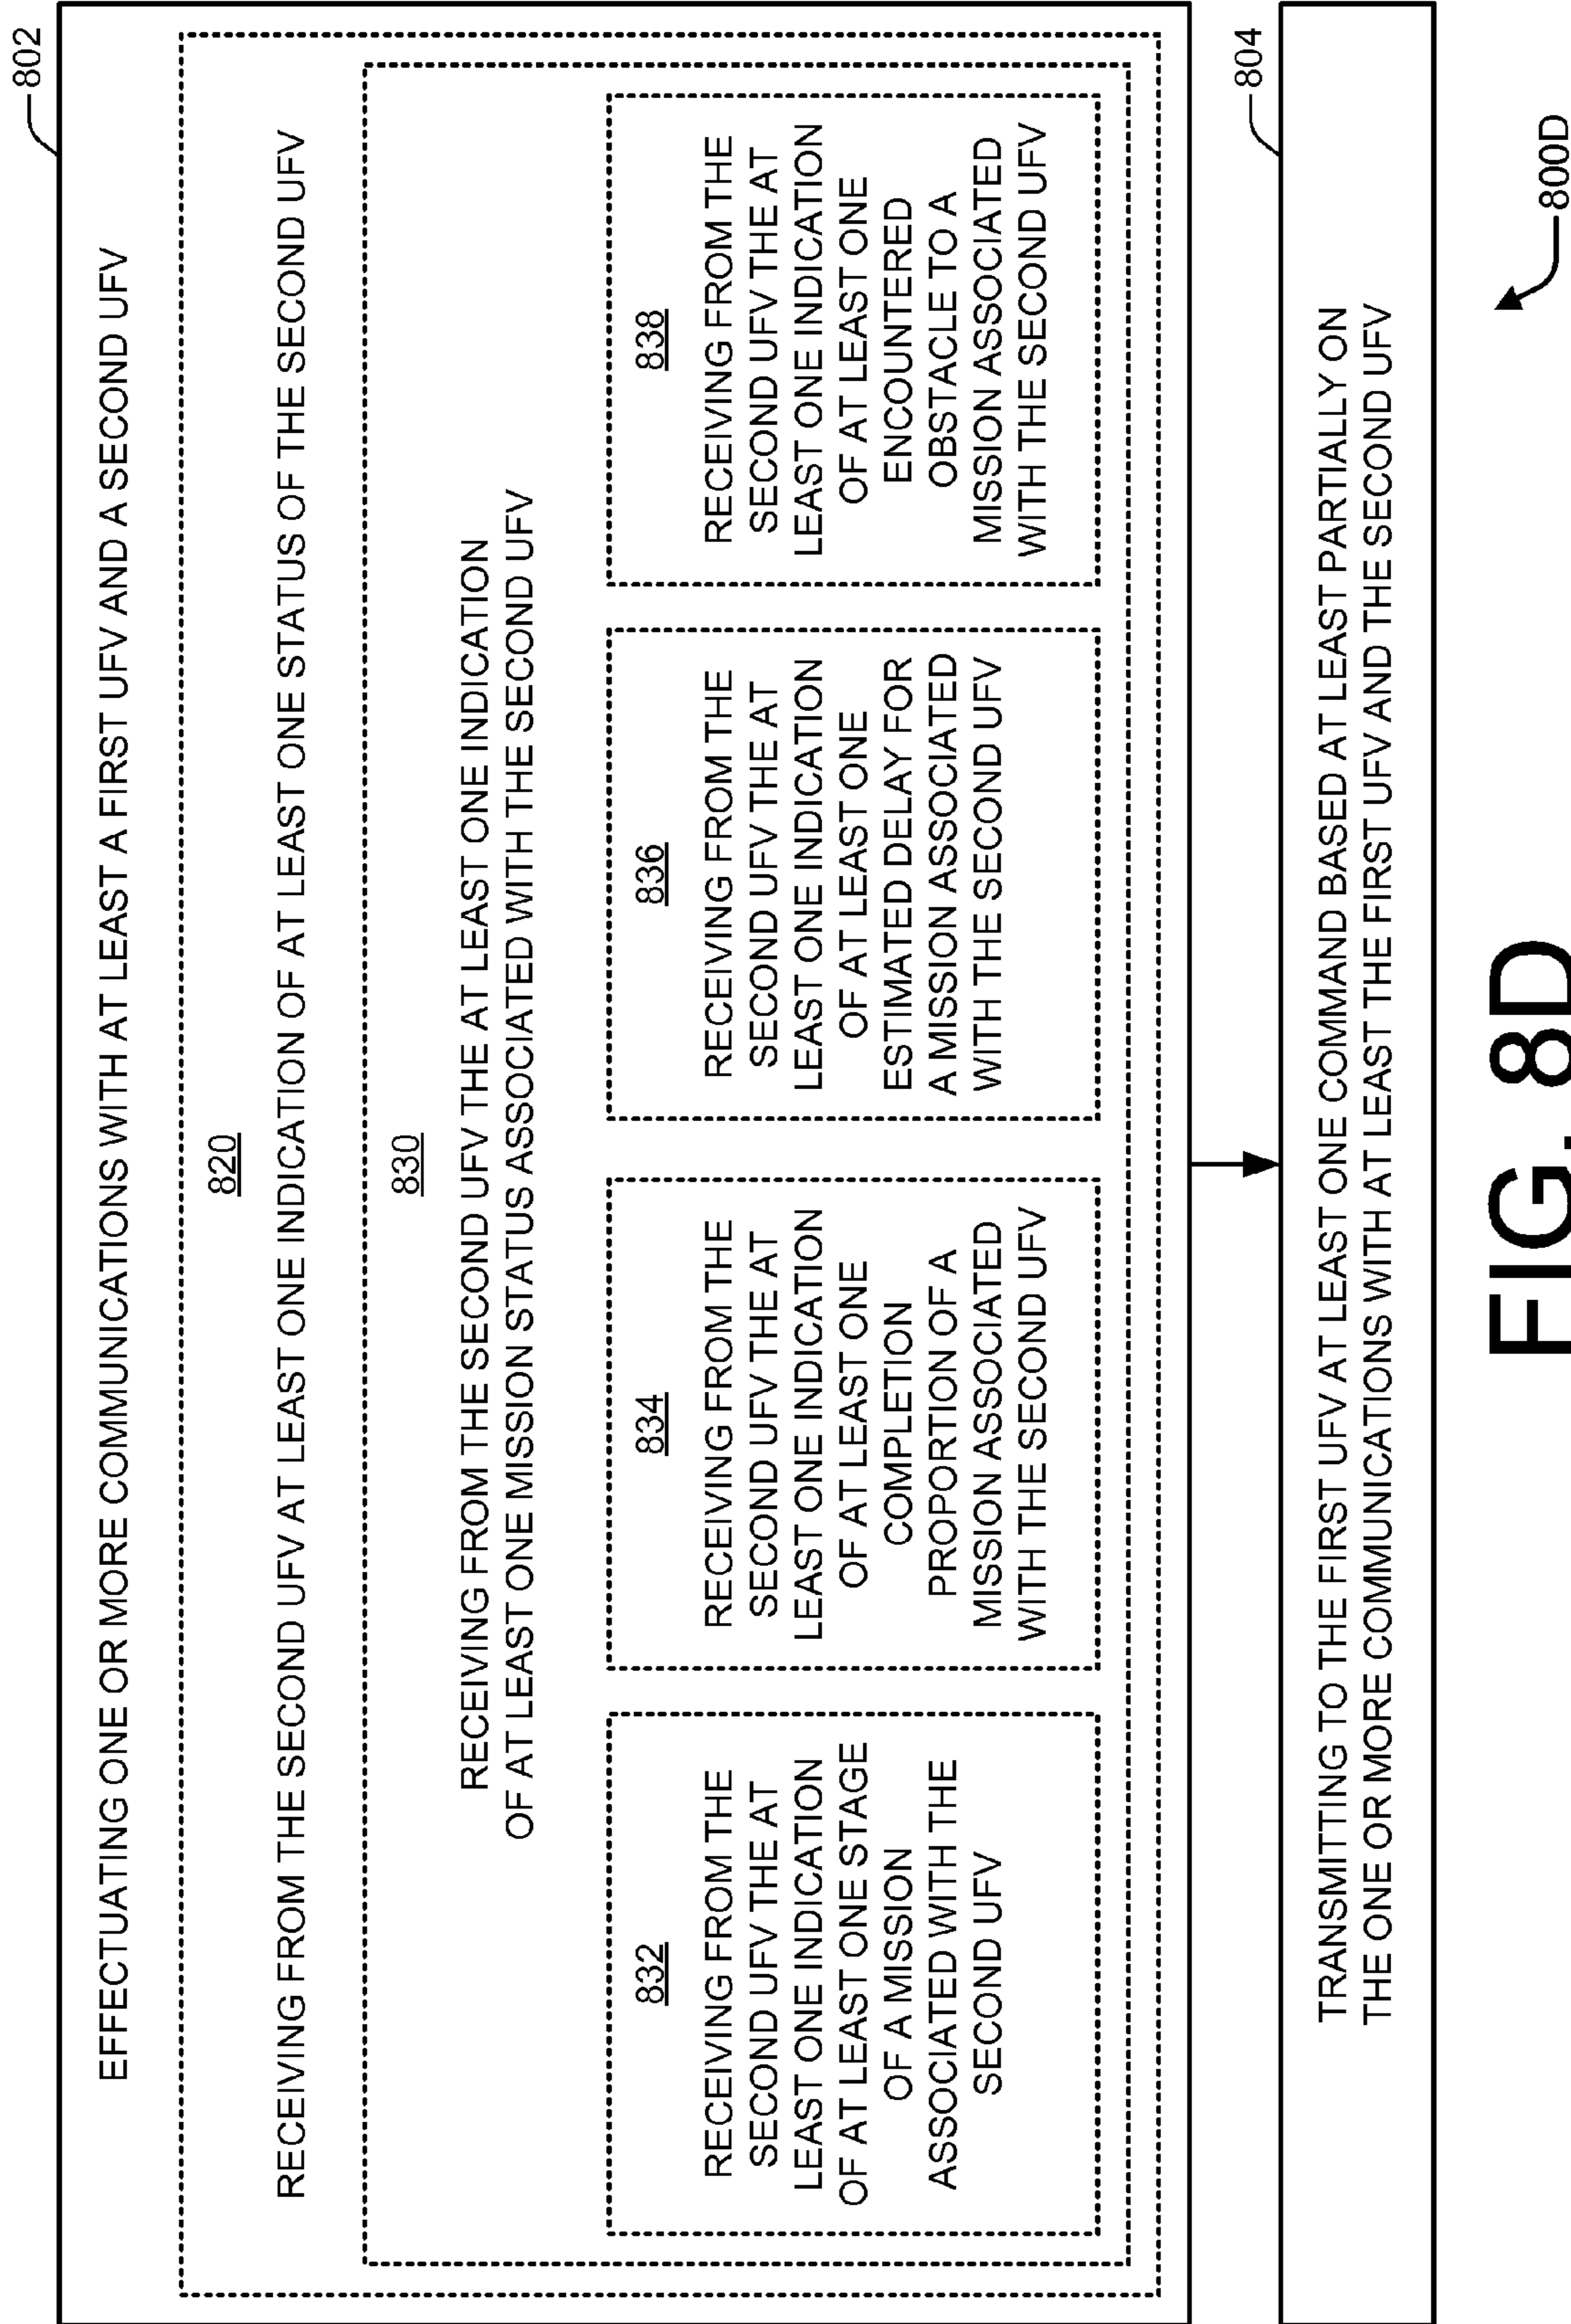 802
EFFECTUATING ONE OR MORE COMMUNICATIONS WITH AT LEAST A FIRST UFV AND A SECOND UFV
820
RECEIVING FROM THE SECOND UFV AT LEAST ONE INDICATION OF AT LEAST ONE STATUS OF THE SECOND UFV
830
RECEIVING FROM THE SECOND UFV THE AT LEAST ONE INDICATION
OF AT LEAST ONE MISSION STATUS ASSOCIATED WITH THE SECOND UFV
832
RECEIVING FROM THE
SECOND UFV THE AT
LEAST ONE INDICATION
OF AT LEAST ONE STAGE
OF A MISSION
ASSOCIATED WITH THE
SECOND UFV
834
RECEIVING FROM THE
SECOND UFV THE AT
LEAST ONE INDICATION
OF AT LEAST ONE
COMPLETION
PROPORTION OF A
MISSION ASSOCIATED
WITH THE SECOND UFV
836
RECEIVING FROM THE
SECOND UFV THE AT
LEAST ONE INDICATION
OF AT LEAST ONE
ESTIMATED DELAY FOR
A MISSION ASSOCIATED
WITH THE SECOND UFV
838
RECEIVING FROM THE
SECOND UFV THE AT
LEAST ONE INDICATION
OF AT LEAST ONE
ENCOUNTERED
OBSTACLE TO A
MISSION ASSOCIATED
WITH THE SECOND UFV
804
TRANSMITTING TO THE FIRST UFV AT LEAST ONE COMMAND BASED AT LEAST PARTIALLY ON
THE ONE OR MORE COMMUNICATIONS WITH AT LEAST THE FIRST UFV AND THE SECOND UFV
800D
FIG. 8D